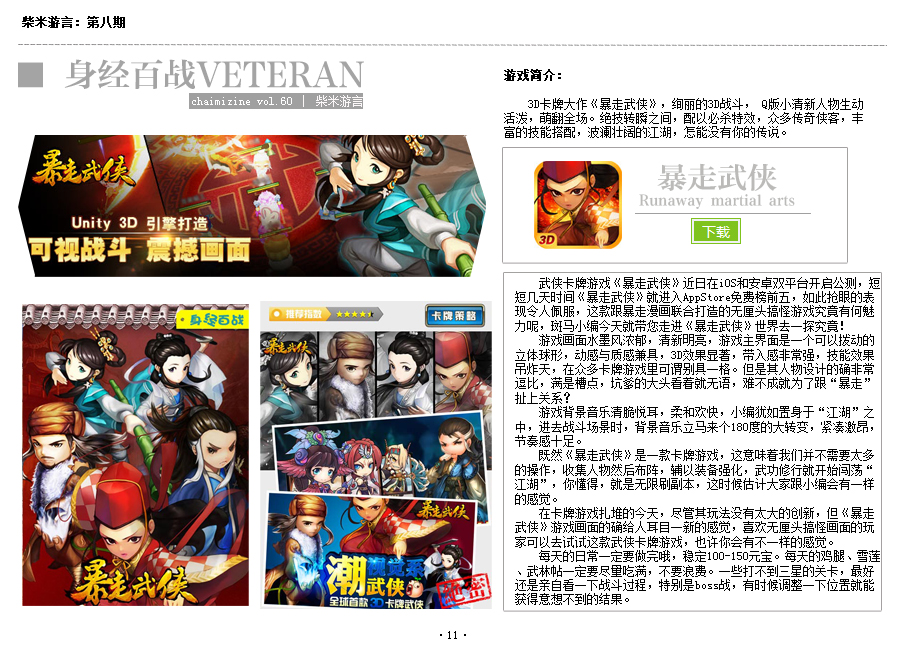 柴米游言: 第八期
身经百战VETERAN
chaimizine vol.60 | 柴米游言
暴走武侠
Unity 3D 引擎打造
可视战斗 震撼画面
身经百战
暴走武侠
推荐指数
卡牌策略
暴走武侠
暴走武侠
潮
武侠
全球首款3D卡牌武侠
游戏简介:
3D卡牌大作《暴走武侠》,绚丽的3D战斗, Q版小清新人物生动
活泼,萌翻全场。绝技转瞬之间,配以必杀特效,众多传奇侠客,丰
富的技能搭配,波澜壮阔的江湖,怎能没有你的传说。
3D
暴走武侠
Runaway martial arts
下载
武侠卡牌游戏《暴走武侠》近日在iOS和安卓双平台开启公测,短
短几天时间《暴走武侠》就进入AppStore免费榜前五,如此抢眼的表
现令人佩服,这款跟暴走漫画联合打造的无厘头搞怪游戏究竟有何魅
力呢,斑马小编今天就带您走进《暴走武侠》世界去一探究竟!
游戏画面水墨风浓郁,清新明亮,游戏主界面是一个可以拨动的
立体球形,动感与质感兼具,3D效果显著,带入感非常强,技能效果
吊炸天,在众多卡牌游戏里可谓别具一格。但是其人物设计的确非常
逗比,满是槽点,坑爹的大头看着就无语,难不成就为了跟“暴走”
扯上关系?
游戏背景音乐清脆悦耳,柔和欢快,小编犹如置身于“江湖”之
中,进去战斗场景时,背景音乐立马来个180度的大转变,紧凑激昂,
节奏感十足。
既然《暴走武侠》是一款卡牌游戏,这意味着我们并不需要太多
的操作,收集人物然后布阵,辅以装备强化,武功修行就开始闯荡“
江湖”,你懂得,就是无限刷副本,这时候估计大家跟小编会有一样
的感觉。
在卡牌游戏扎堆的今天,尽管其玩法没有太大的创新,但《暴走
武侠》游戏画面的确给人耳目一新的感觉,喜欢无厘头搞怪画面的玩
家可以去试试这款武侠卡牌游戏,也许你会有不一样的感觉。
每天的日常一定要做完哦,稳定100-150元宝。每天的鸡腿、雪莲
、武林帖一定要尽量吃满,不要浪费。一些打不到三星的关卡,最好
还是亲自看一下战斗过程,特别是boss战,有时候调整一下位置就能
获得意想不到的结果。
·11·